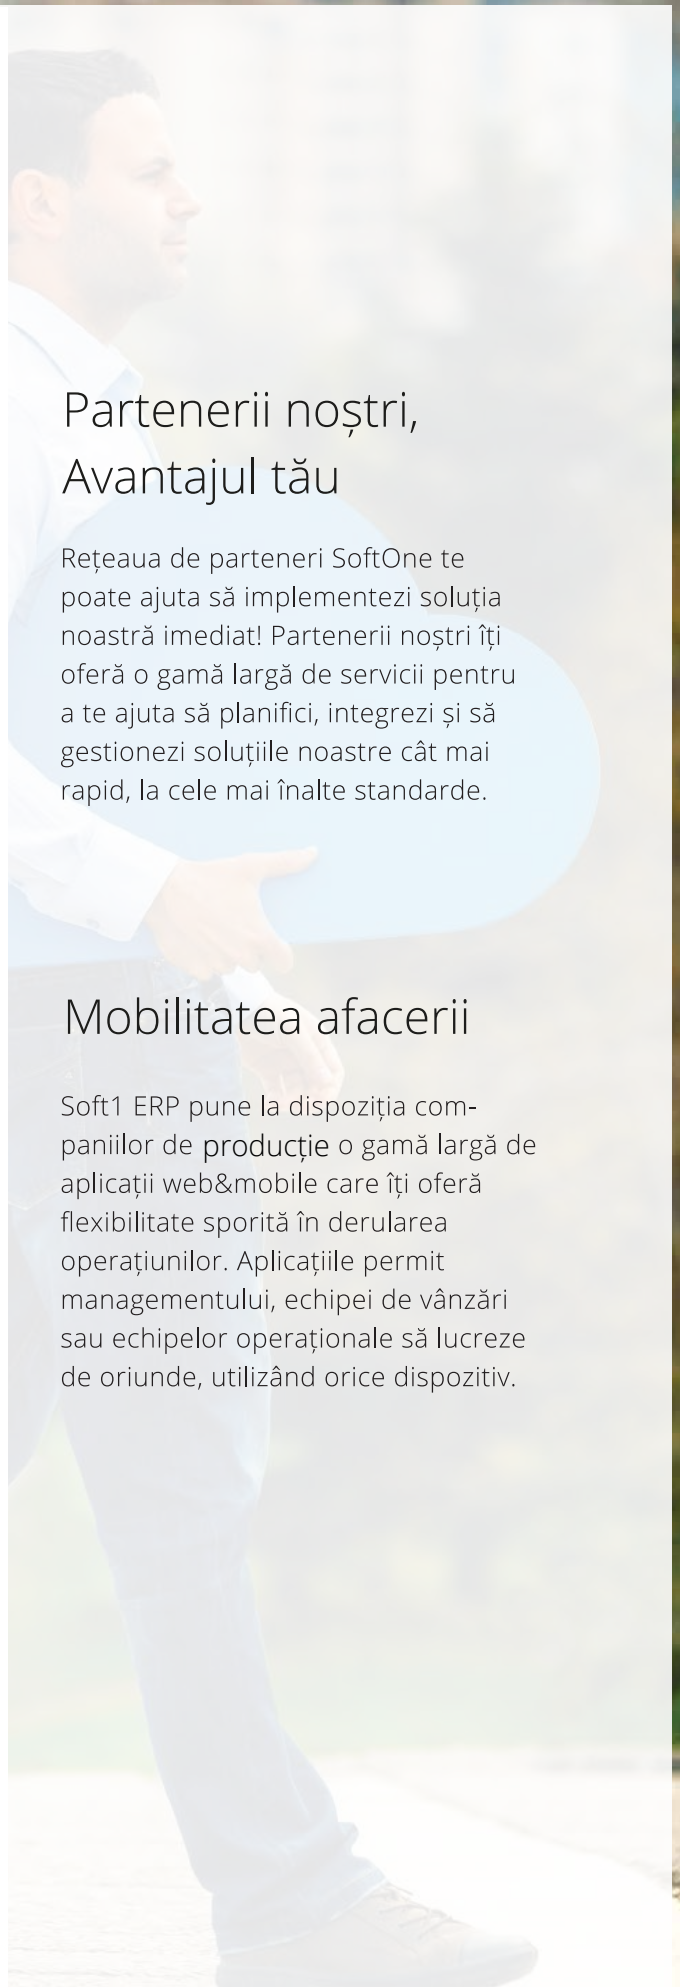 Partenerii noștri,
Avantajul tău
Rețeaua de parteneri SoftOne te
poate ajuta să implementezi soluția
noastră imediat! Partenerii noștri îți
oferă o gamă largă de servicii pentru
a te ajuta să planifici, integrezi și să
gestionezi soluțiile noastre cât mai
rapid, la cele mai înalte standarde.
Mobilitatea afacerii
Soft1 ERP pune la dispoziția com-
paniilor de producție o gamă largă de
aplicații web&mobile care îți oferă
flexibilitate sporită în derularea
operațiunilor. Aplicațiile permit
managementului, echipei de vânzări
sau echipelor operaționale să lucreze
de oriunde, utilizând orice dispozitiv.